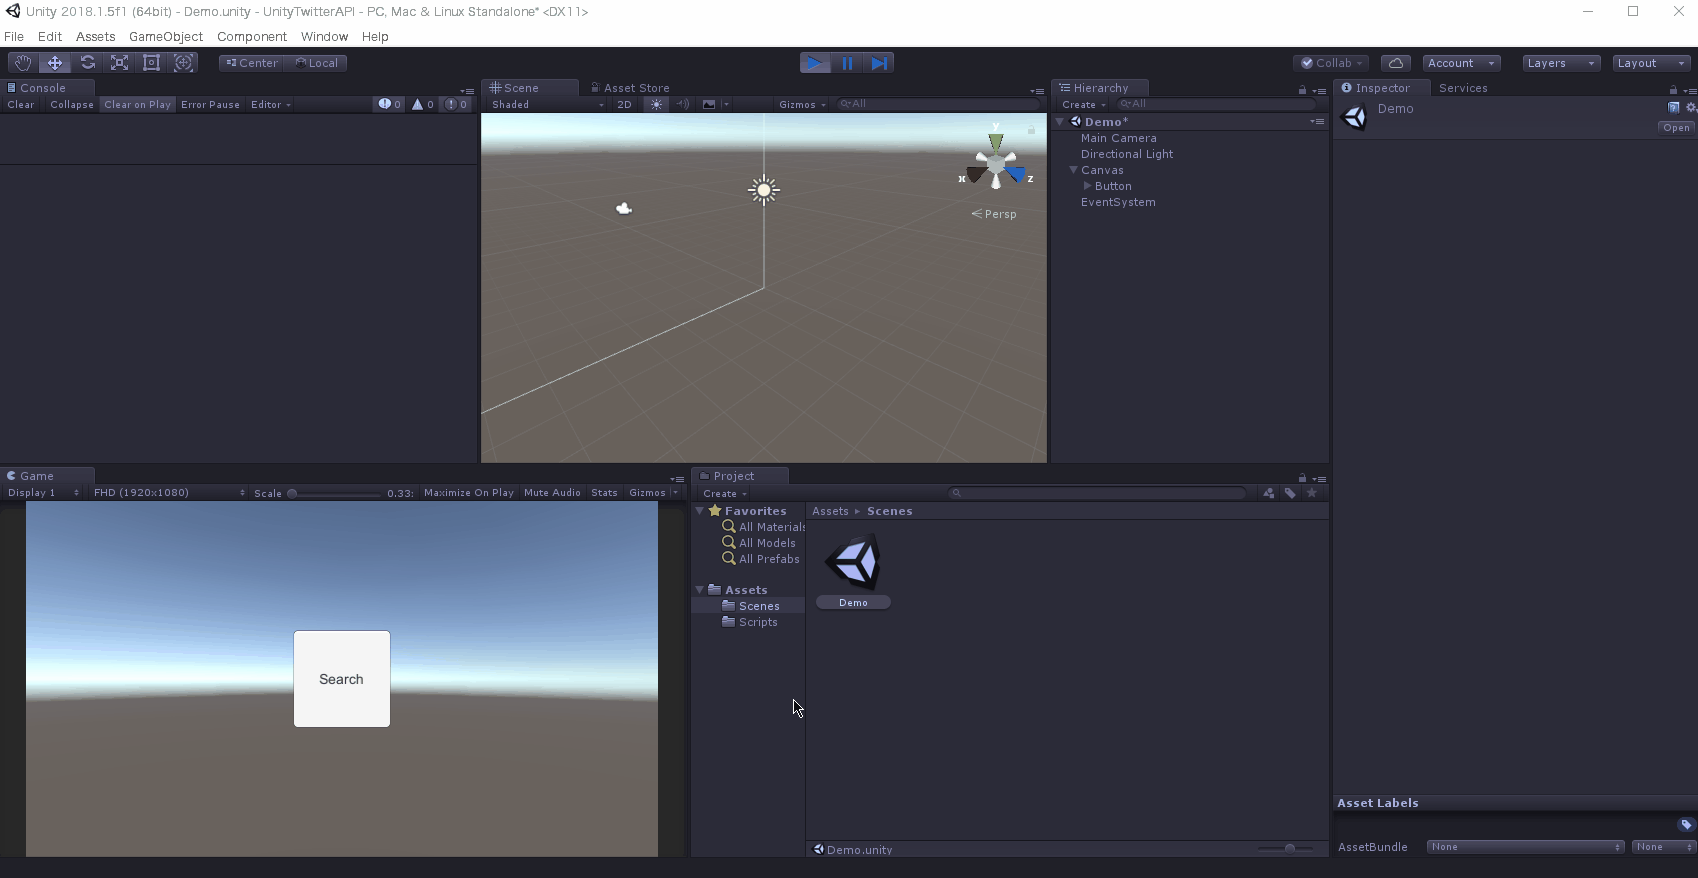 Unity 2018.1.5f1 (64bit) - Demo.unity - UnityTwitterAPI - PC, Mac & Linux Standalone* <DX11>
File Edit Assets GameObject Component Window Help
Center Local Collab Account Layers Layout
Console
Clear Collapse Clear on Play Error Pause Editor 0 0 0
Scene Asset Store
Shaded 2D Gizmos All
y
x z
Persp
Hierarchy
Create All
Demo*
Main Camera
Directional Light
Canvas
Button
EventSystem
Inspector Services
Demo
Open
Game
Display 1 FHD (1920x1080) Scale 0.33: Maximize On Play Mute Audio Stats Gizmos
Search
Project
Create
Favorites
All Materials
All Models
All Prefabs
Assets
Scenes
Scripts
Assets Scenes
Demo
Demo.unity
Asset Labels
AssetBundle None None